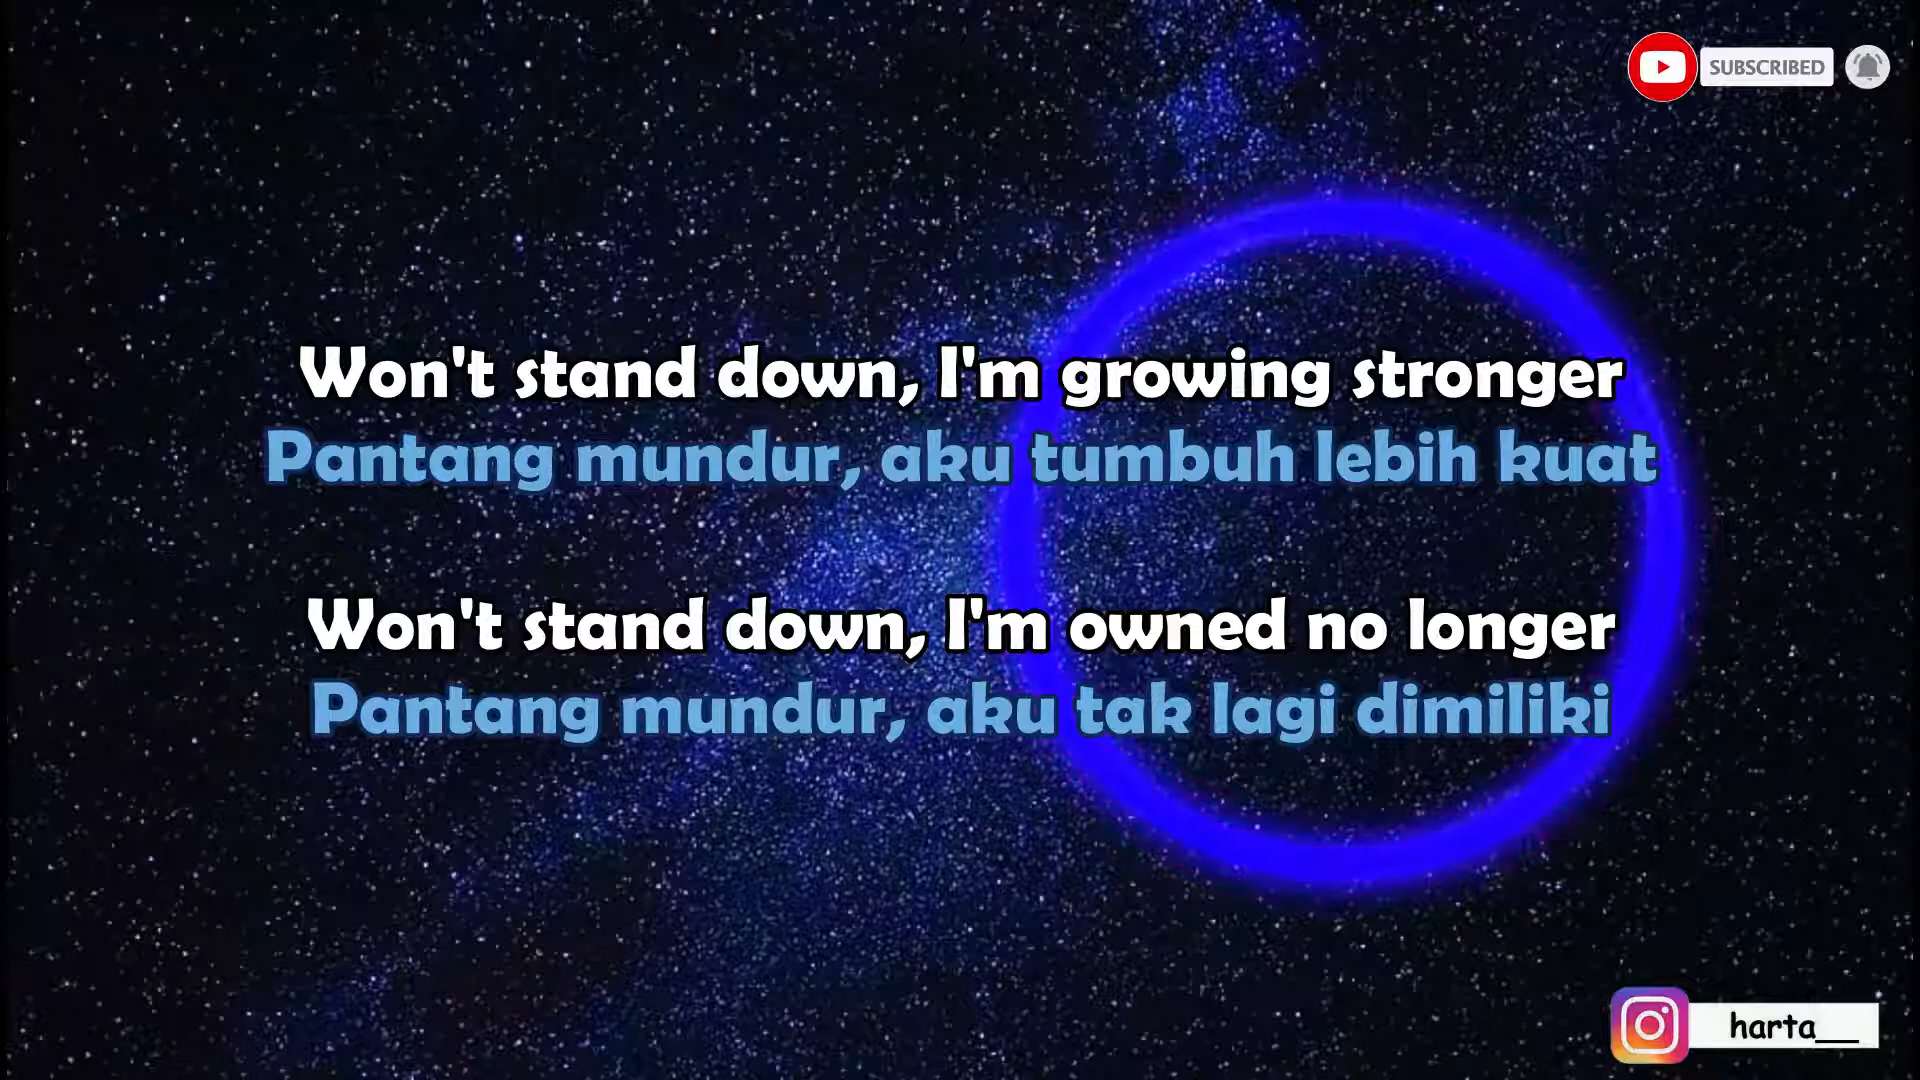 SUBSCRIBED
Won't stand down, I'm growing stronger
Pantang mundur, aku tumbuh lebih kuat
Won't stand down, I'm owned no longer
Pantang mundur, aku tak lagi dimiliki
harta__